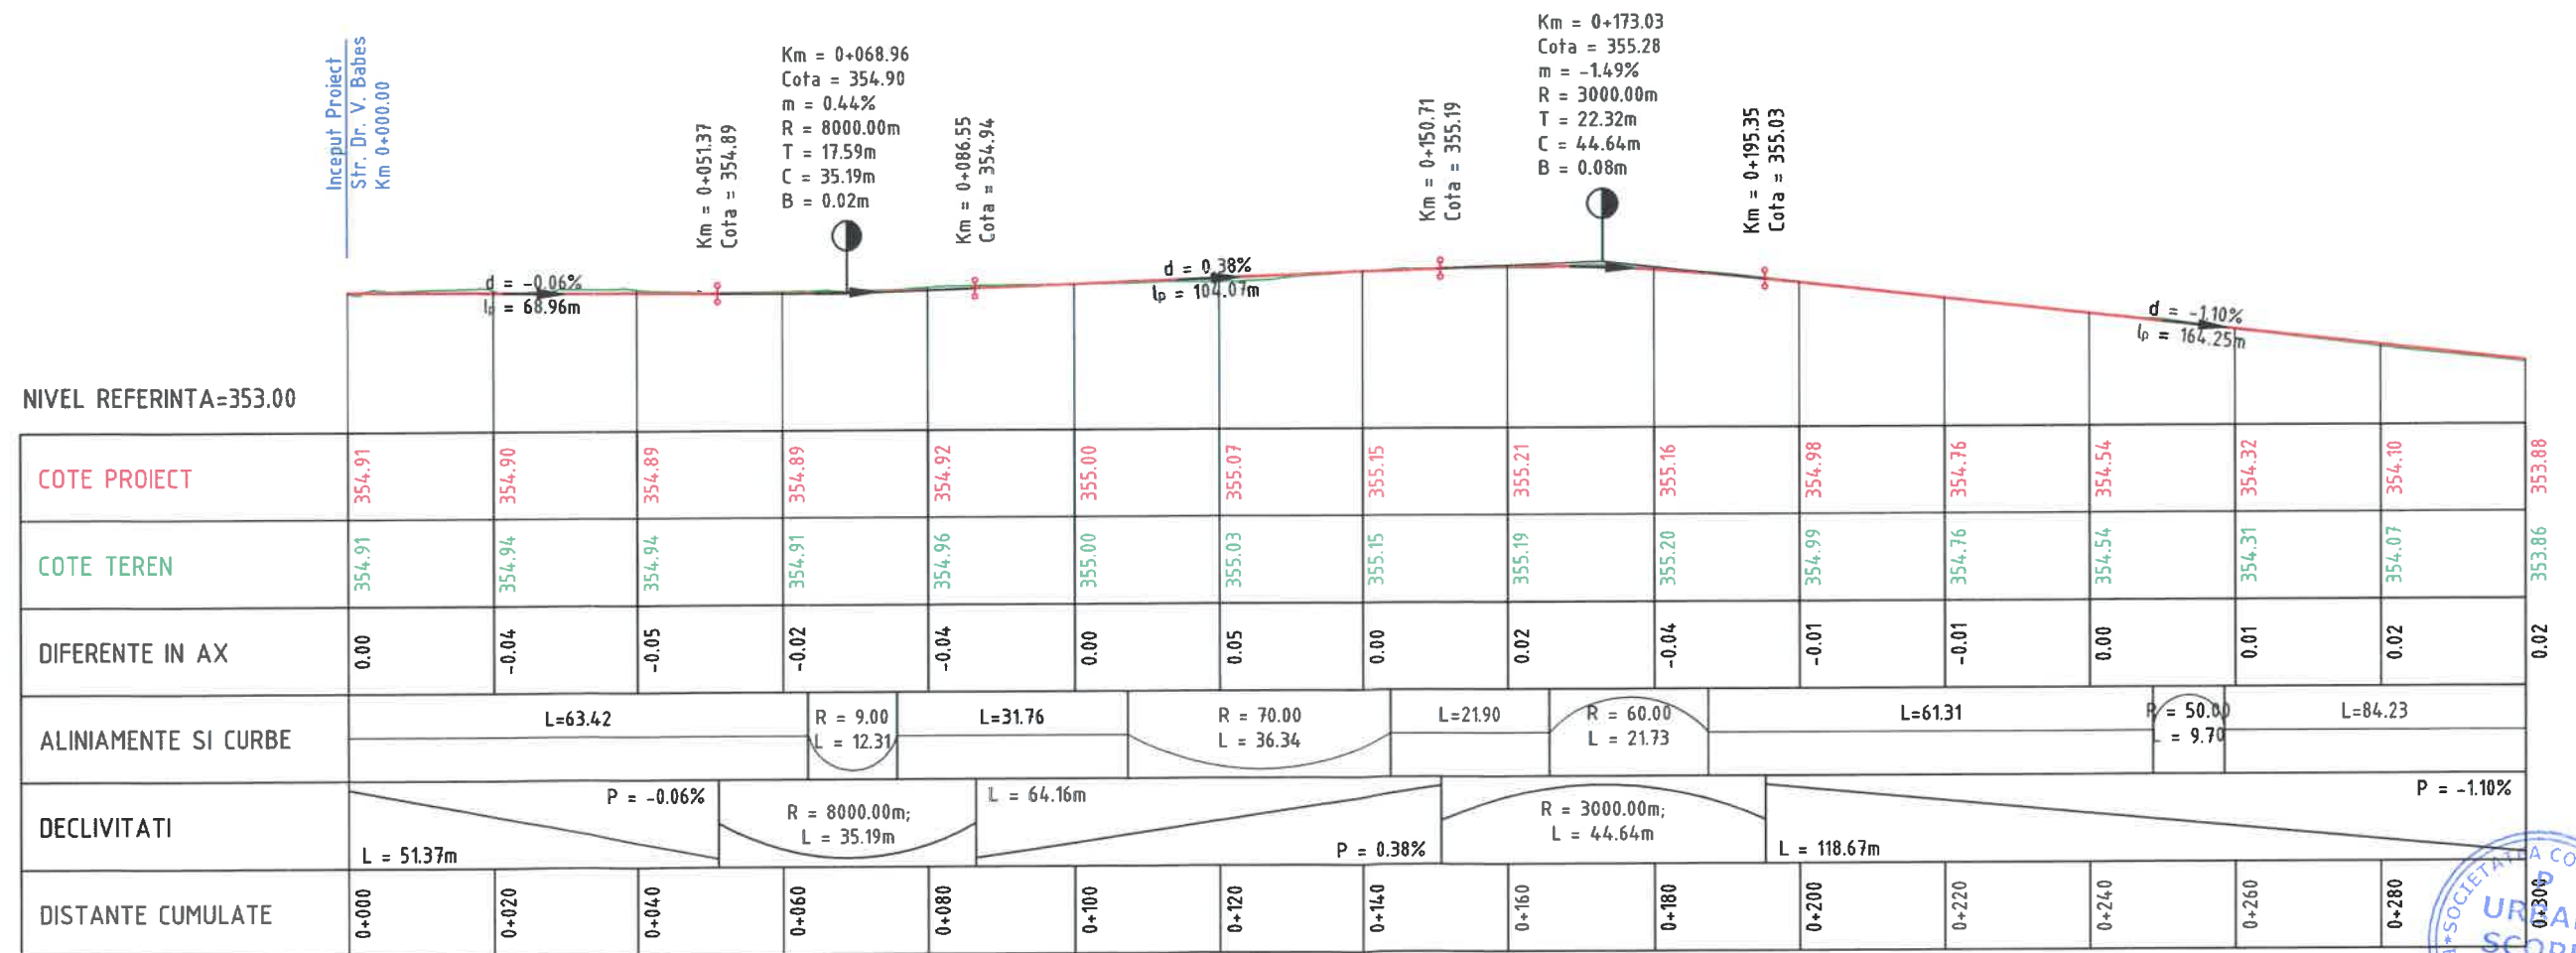 Inceput Proiect
Str. Dr. V. Babes
Km 0+000.00
Km = 0+051.37
Cota = 354.89
Km = 0+068.96
Cota = 354.90
m = 0.44%
R = 8000.00m
T = 17.59m
C = 35.19m
B = 0.02m
Km = 0+086.55
Cota = 354.94
Km = 0+150.71
Cota = 355.19
Km = 0+173.03
Cota = 355.28
m = -1.49%
R = 3000.00m
T = 22.32m
C = 44.64m
B = 0.08m
Km = 0+195.35
Cota = 355.03
d = -0.06%
lp = 68.96m
d = 0.38%
lp = 104.07m
d = -1.10%
lp = 164.25m
NIVEL REFERINTA=353.00
COTE PROIECT 354.91 354.90 354.89 354.89 354.92 355.00 355.07 355.15 355.21 355.16 354.98 354.76 354.54 354.32 354.10 353.88
COTE TEREN 354.91 354.94 354.94 354.91 354.96 355.00 355.03 355.15 355.19 355.20 354.99 354.76 354.54 354.31 354.07 353.86
DIFERENTE IN AX 0.00 -0.04 -0.05 -0.02 -0.04 0.00 0.05 0.00 0.02 -0.04 -0.01 -0.01 0.00 0.01 0.02 0.02
ALINIAMENTE SI CURBE
L=63.42
R = 9.00
L = 12.31
L=31.76
R = 70.00
L = 36.34
L=21.90
R = 60.00
L = 21.73
L=61.31
R = 50.00
L = 9.70
L=84.23
DECLIVITATI
P = -0.06%
L = 51.37m
R = 8000.00m;
L = 35.19m
L = 64.16m
P = 0.38%
R = 3000.00m;
L = 44.64m
L = 118.67m
P = -1.10%
DISTANTE CUMULATE 0+000 0+020 0+040 0+060 0+080 0+100 0+120 0+140 0+160 0+180 0+200 0+220 0+240 0+260 0+280 0+300
*SOCIETATEA CO
P
URBA